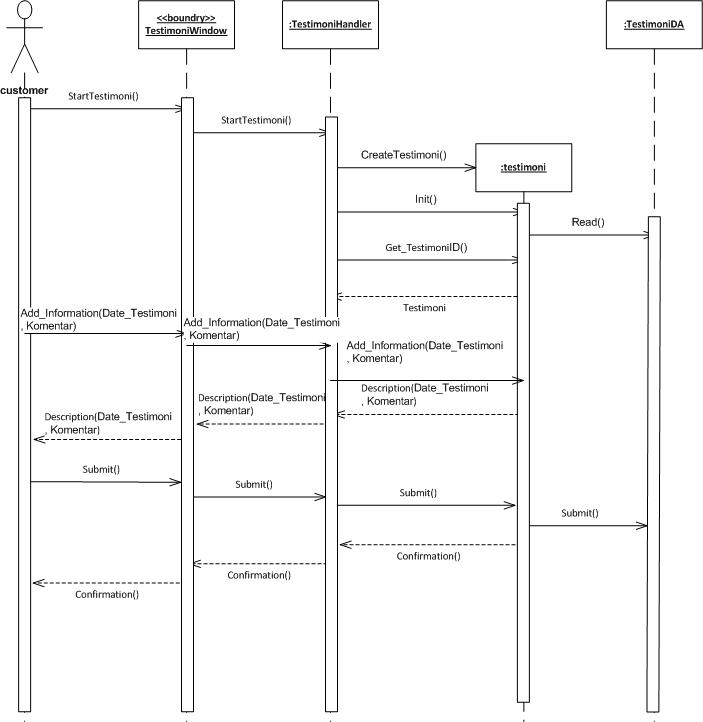 <<boundry>>
TestimoniWindow
:TestimoniHandler
:TestimoniDA
customer
StartTestimoni()
StartTestimoni()
CreateTestimoni()
:testimoni
Init()
Read()
Get_TestimoniID()
Testimoni
Add_Information(Date_Testimoni
, Komentar)
Add_Information(Date_Testimoni
, Komentar)
Add_Information(Date_Testimoni
, Komentar)
Description(Date_Testimoni
, Komentar)
Description(Date_Testimoni
, Komentar)
Description(Date_Testimoni
, Komentar)
Submit()
Submit()
Submit()
Submit()
Confirmation()
Confirmation()
Confirmation()